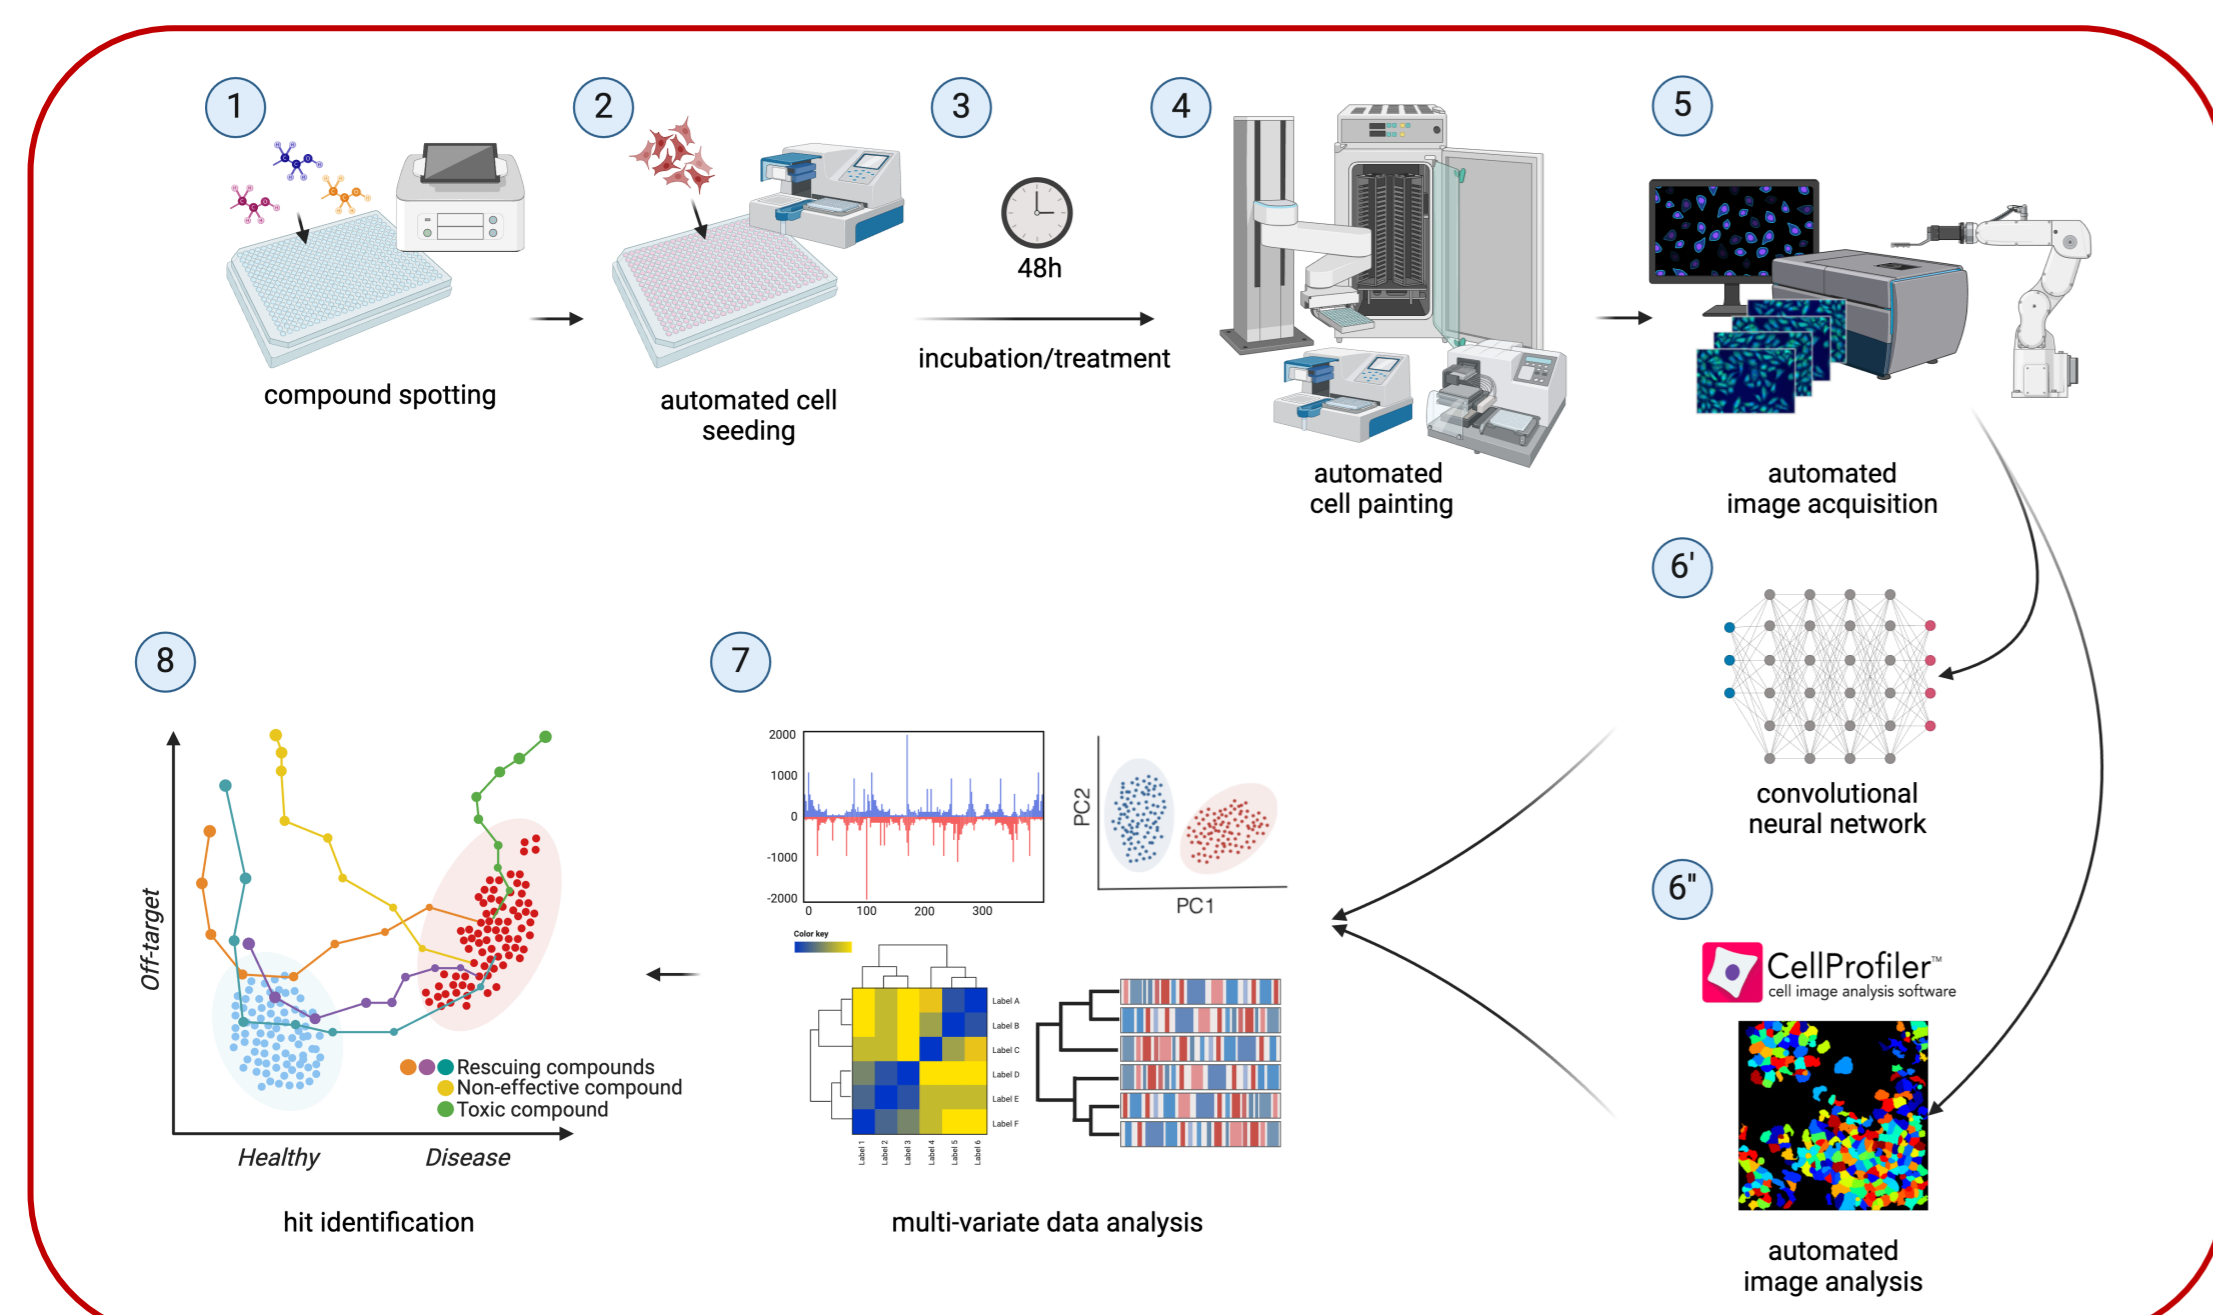 1
2
3
4
5
48h
incubation/treatment
compound spotting
automated cell
seeding
automated
cell painting
automated
image acquisition
6'
convolutional
neural network
6"
CellProfiler™
cell image analysis software
automated
image analysis
7
2000
1000
0
-1000
-2000
0
100
200
300
PC2
PC1
Color key
Label A
Label B
Label C
Label D
Label E
Label F
Label 1
Label 2
Label 3
Label 4
Label 5
Label 6
multi-variate data analysis
8
Off-target
Rescuing compounds
Non-effective compound
Toxic compound
Healthy
Disease
hit identification